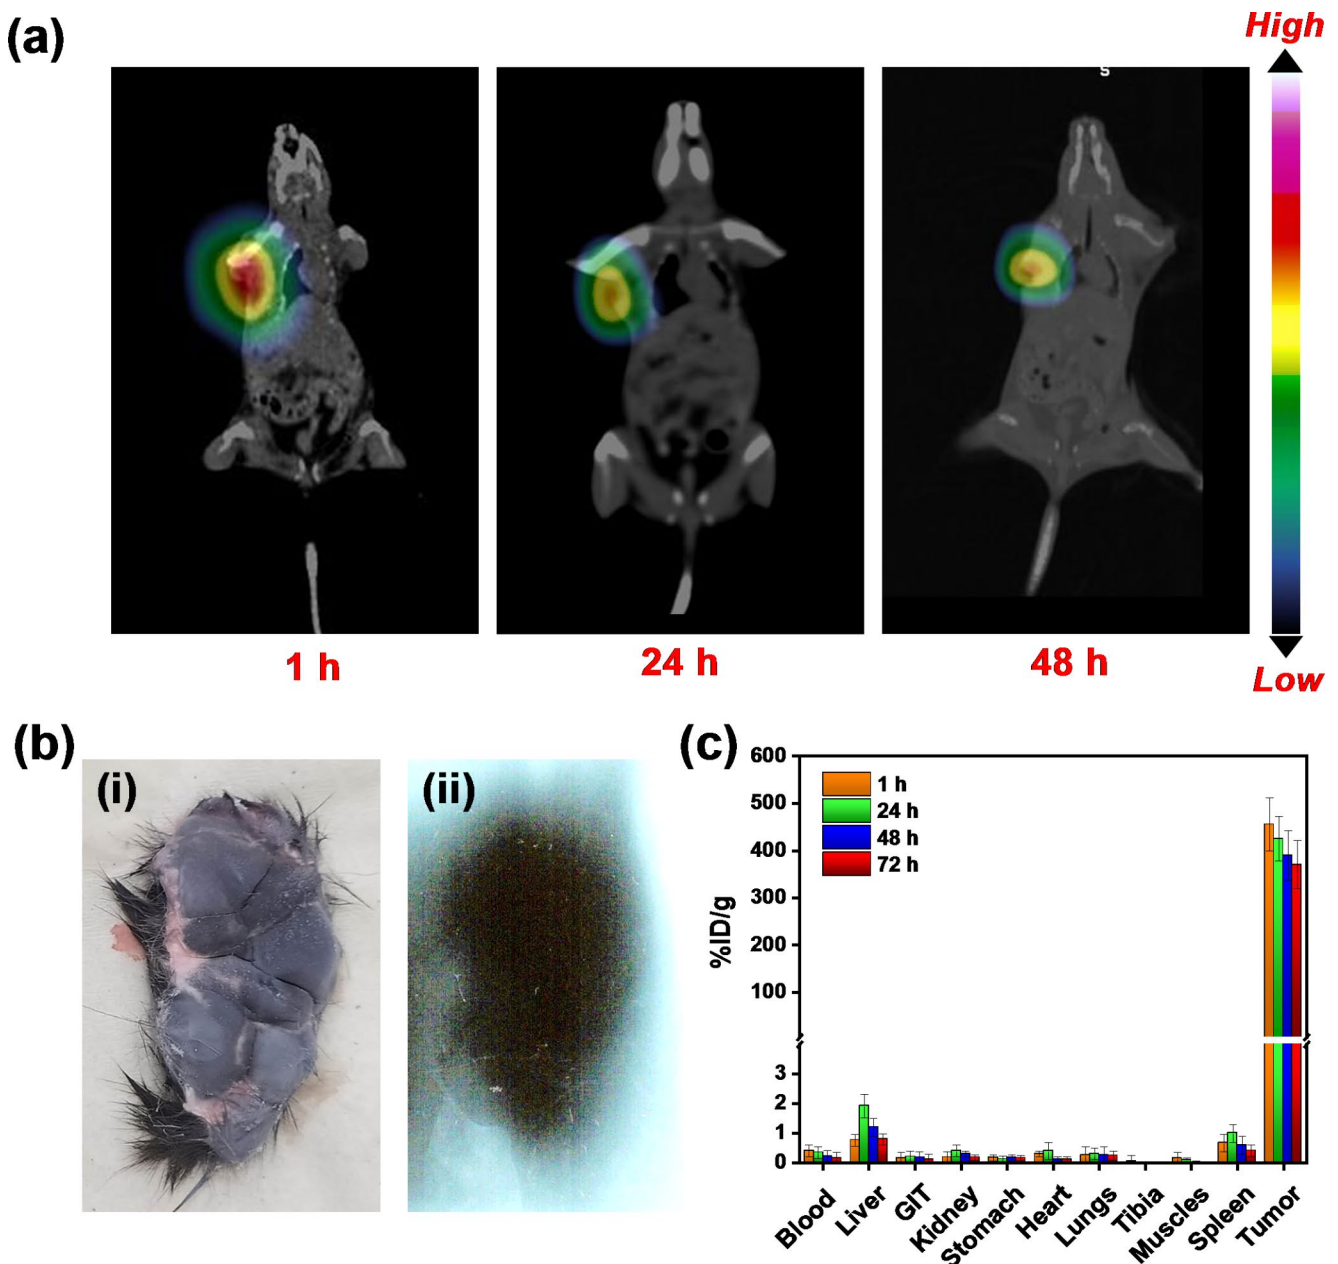 (a)
High
S
1 h
24 h
48 h
Low
(b)
(i)
(ii)
(c)
600
500
400
300
200
100
3
2
1
0
%ID/g
1 h
24 h
48 h
72 h
Blood
Liver
GIT
Kidney
Stomach
Heart
Lungs
Tibia
Muscles
Spleen
Tumor